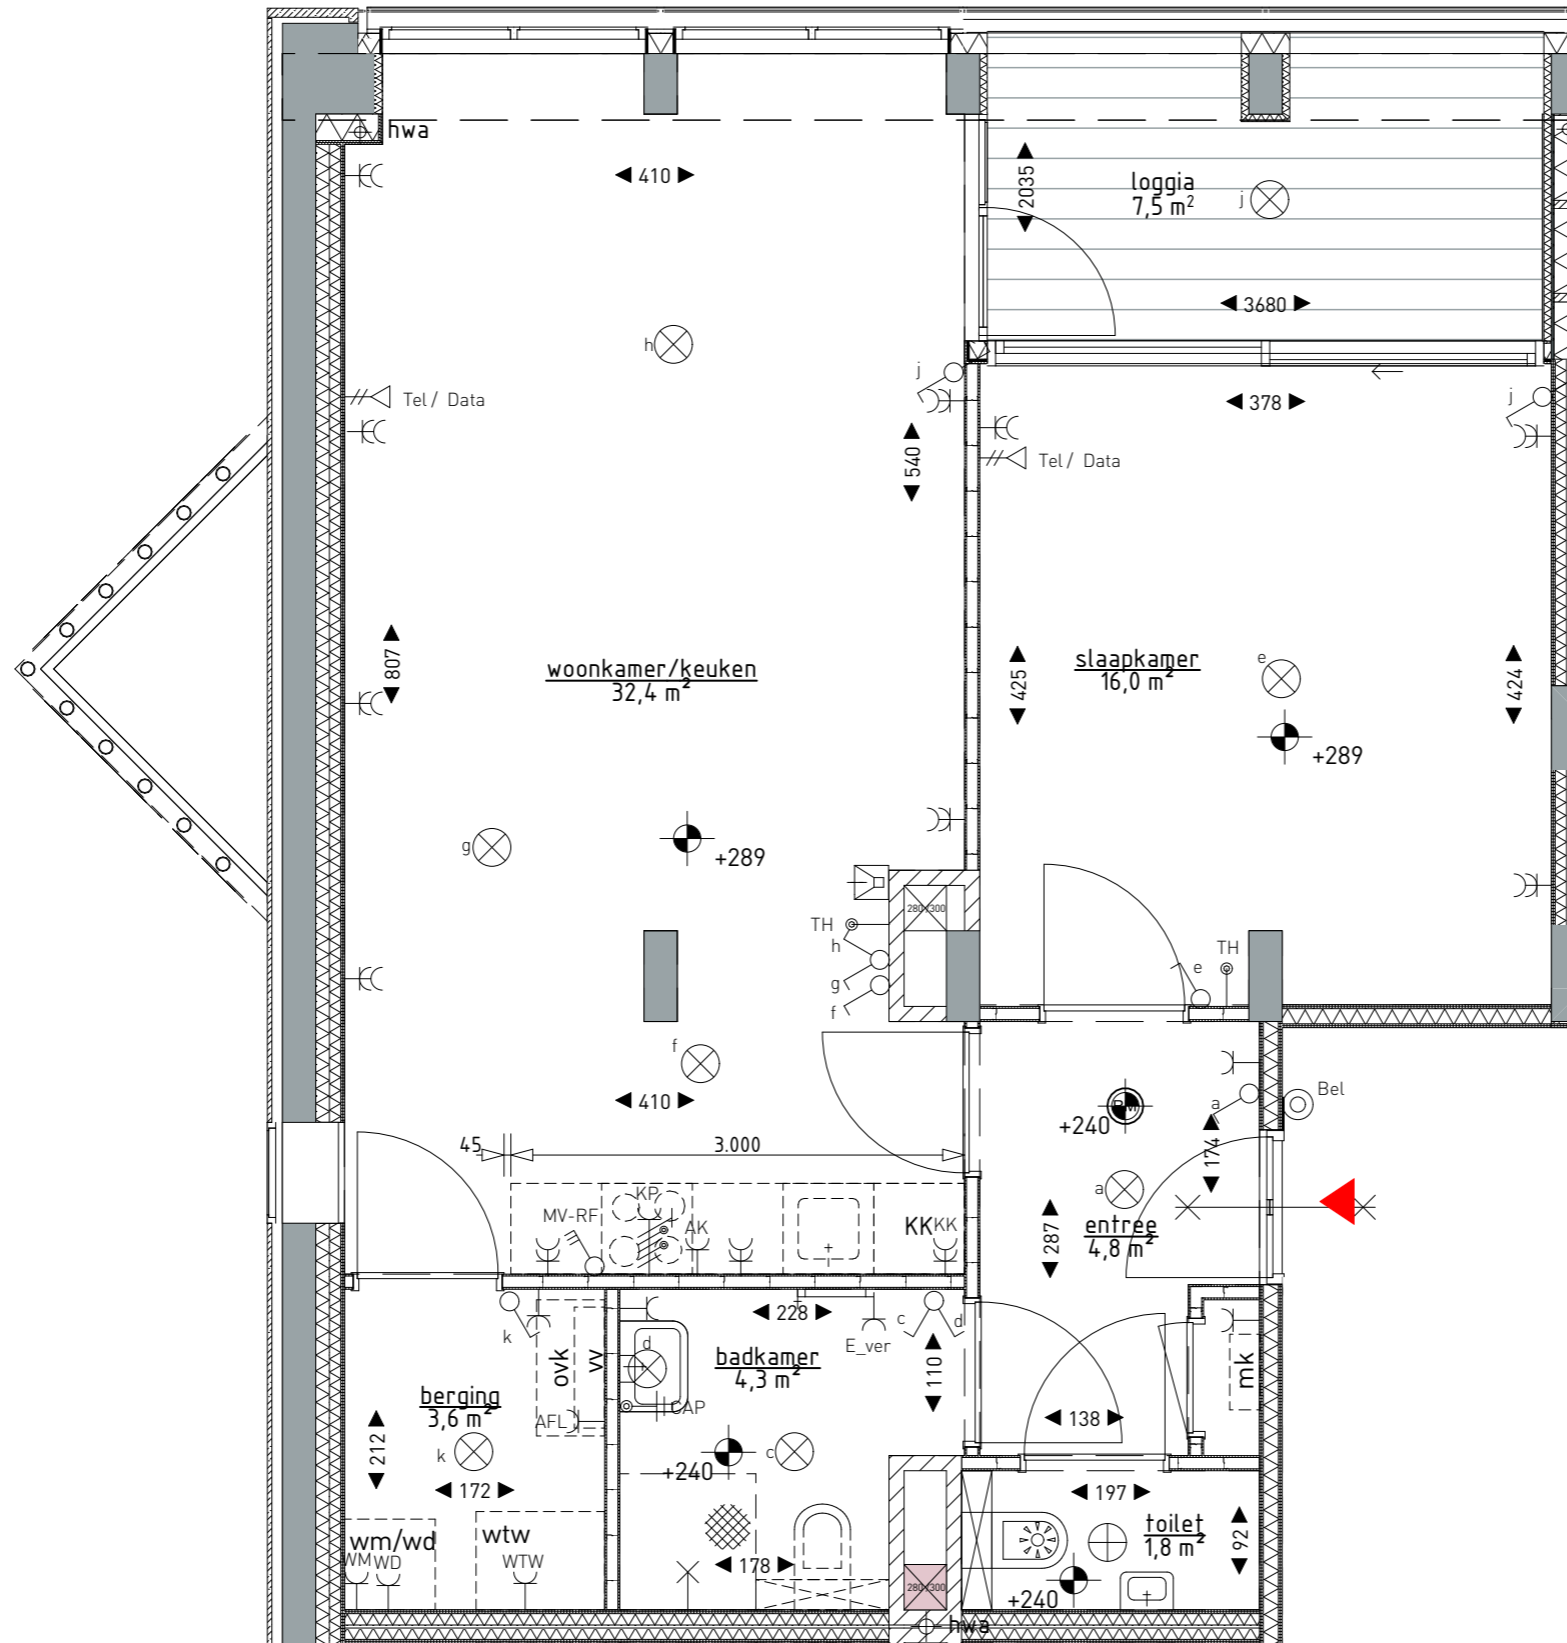 hwa
410
2035
loggia
7,5 m²
j
3680
h
j
Tel / Data
378
j
540
Tel / Data
807
woonkamer/keuken
32,4 m²
425
slaapkamer
16,0 m²
e
424
+289
g
+289
280/300
TH
h
g
f
e
TH
f
410
+240
a
Bel
174
45
3.000
a
entree
4,8 m²
287
MV-RF
KP
AK
KK
KK
k
ovk
vv
d
228
c
d
E_ver
badkamer
4,3 m²
110
mk
berging
3,6 m²
AFL
CAP
138
212
k
c
+240
172
197
wm/wd
wtw
WM
WD
WTW
178
toilet
1,8 m²
92
280/300
+240
hwa